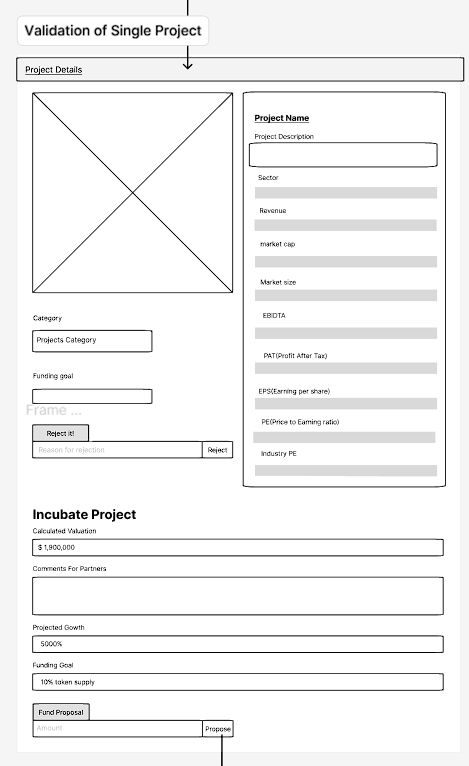 Validation of Single Project
Project Details
Project Name
Project Description
Sector
Revenue
market cap
Market size
EBIDTA
PAT(Profit After Tax)
EPS(Earning per share)
PE(Price to Earning ratio)
Industry PE
Category
Projects Category
Funding goal
Frame ...
Reject it!
Reason for rejection
Reject
Incubate Project
Calculated Valuation
$ 1,900,000
Comments For Partners
Projected Gowth
5000%
Funding Goal
10% token supply
Fund Proposal
Amount
Propose